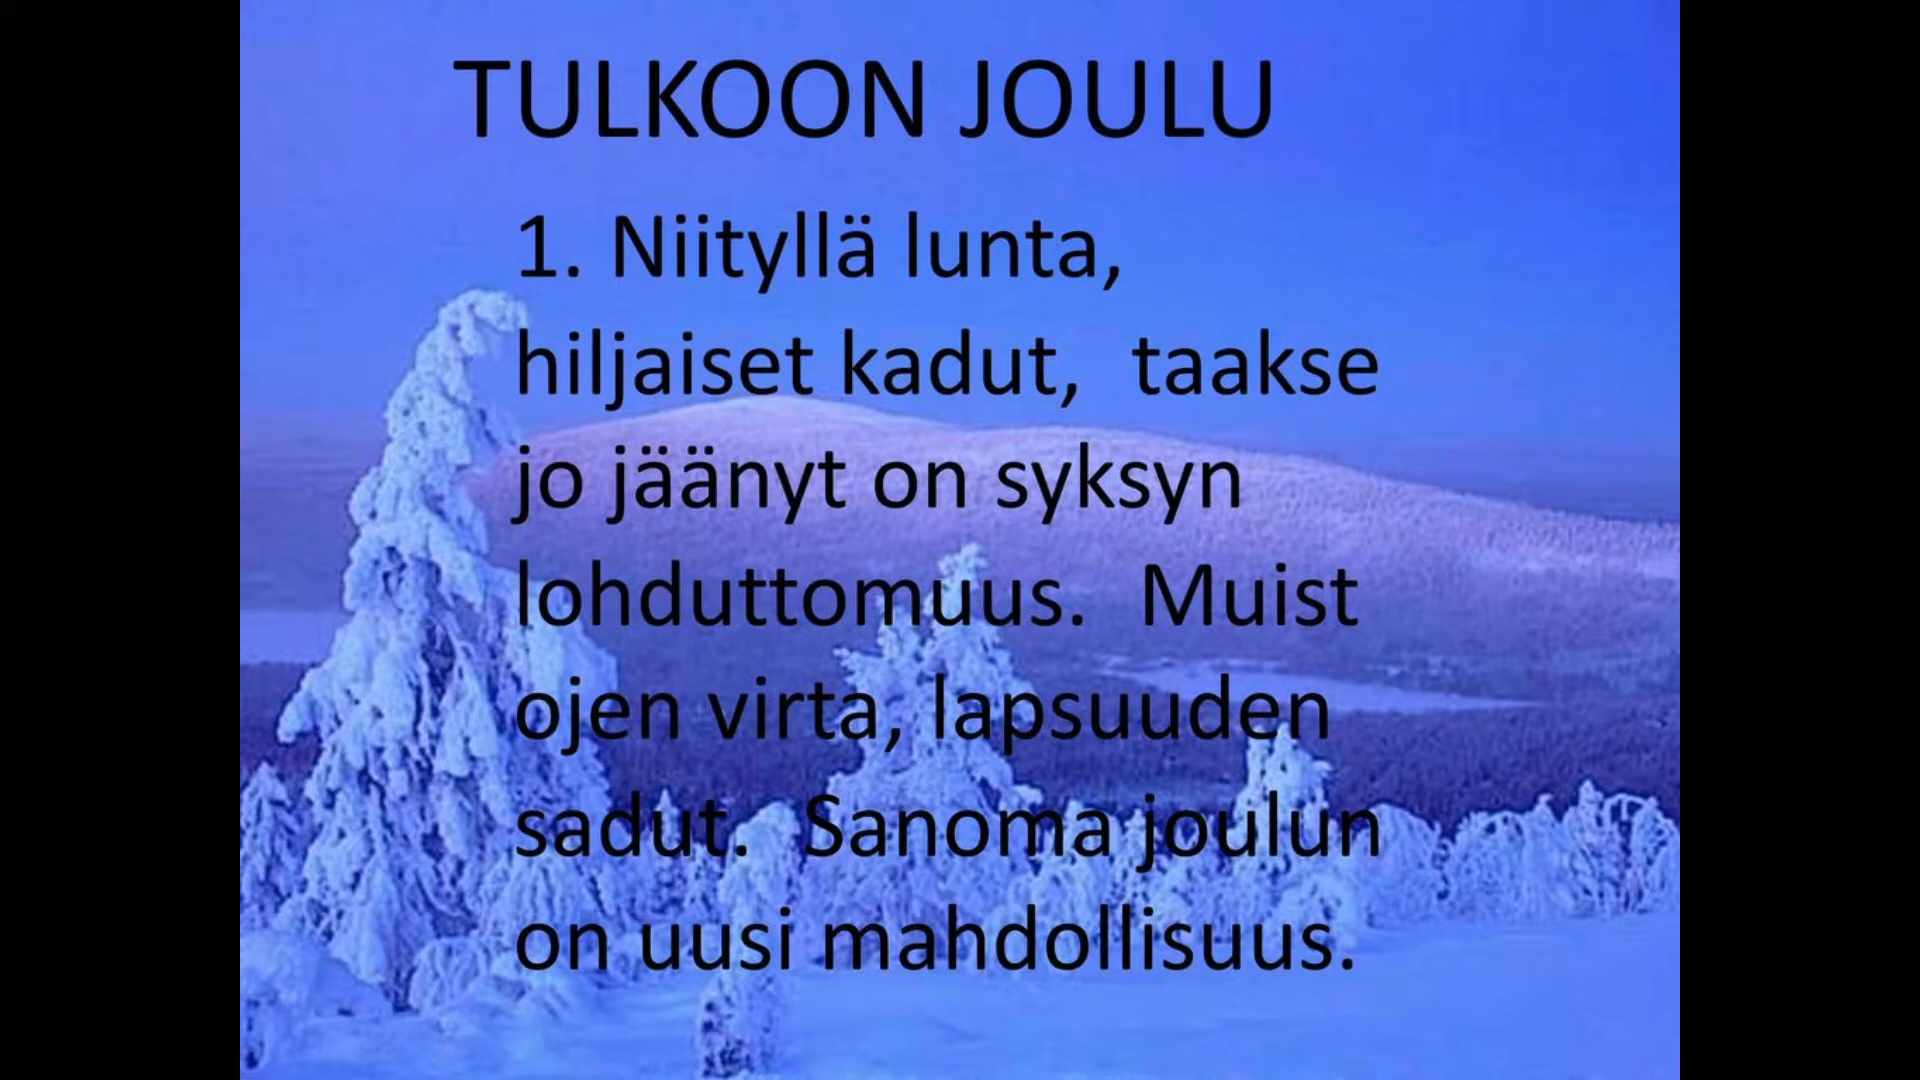 TULKOON JOULU
1. Niityllä lunta,
hiljaiset kadut, taakse
jo jäänyt on syksyn
lohduttomuus. Muist
ojen virta, lapsuuden
sadut. Sanoma joulun
on uusi mahdollisuus.